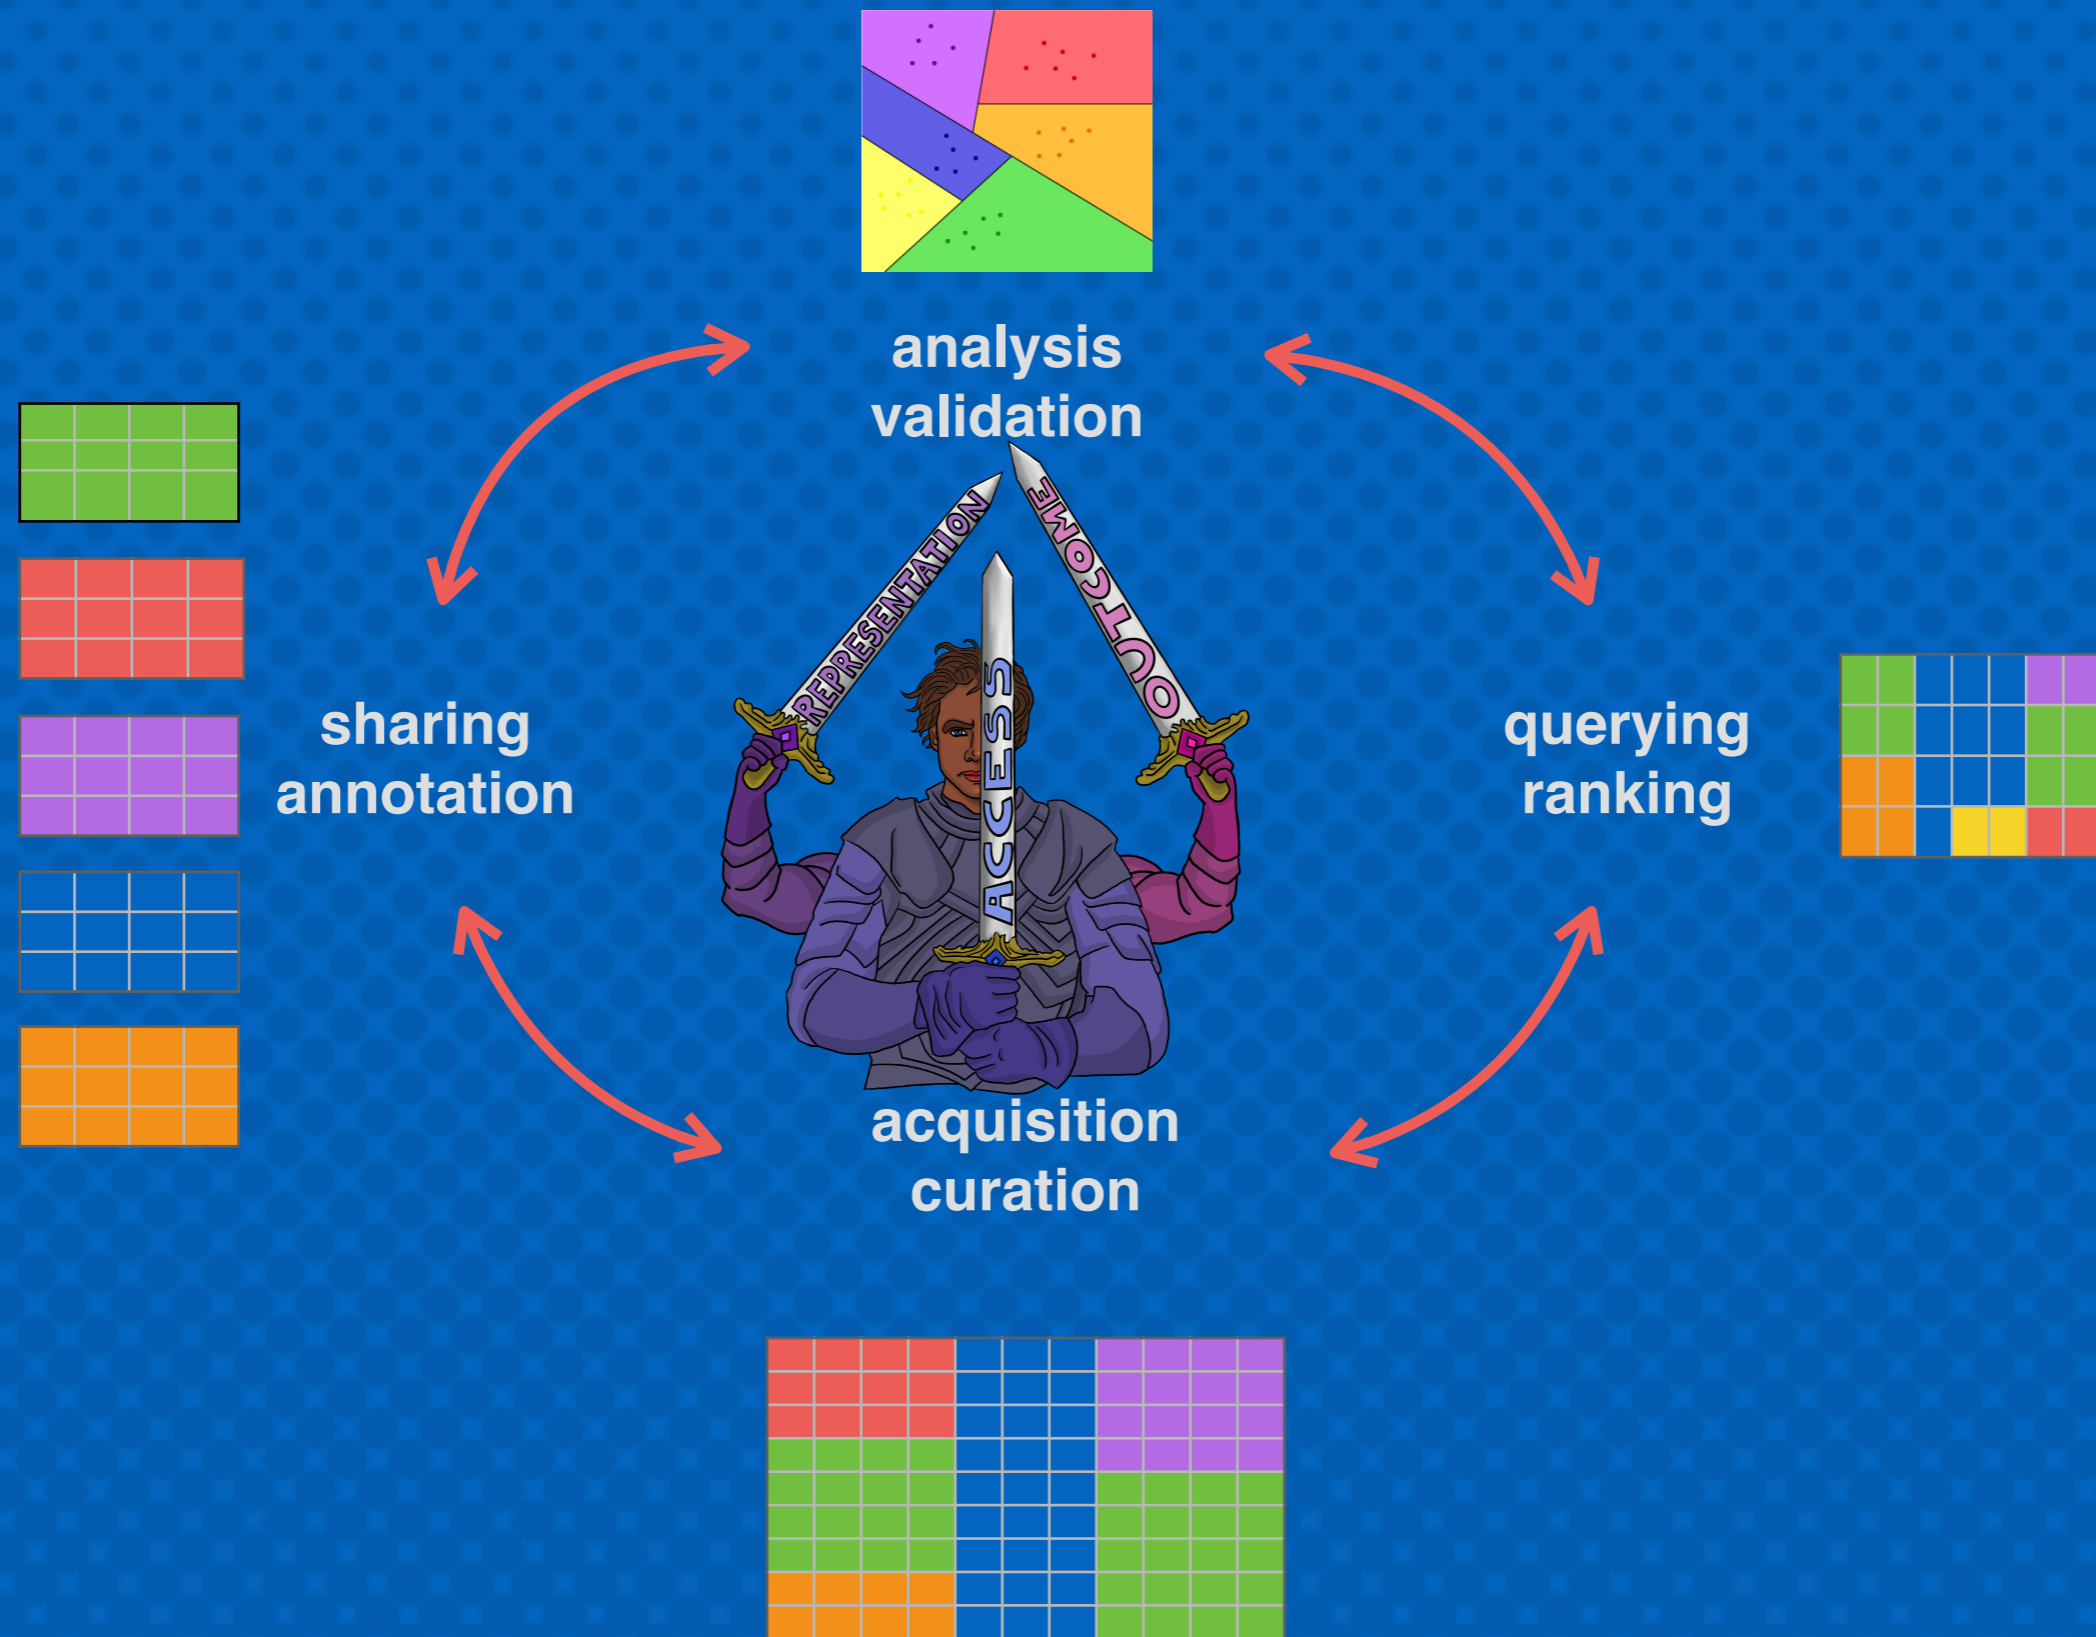 analysis
validation
REPRESENTATION
OUTCOME
ACCESS
sharing
annotation
querying
ranking
acquisition
curation